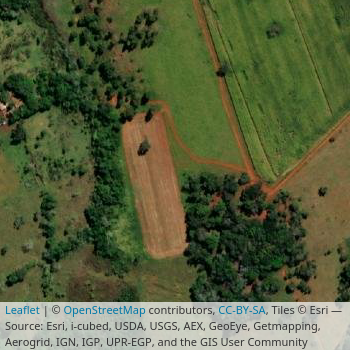 Leaflet | © OpenStreetMap contributors, CC-BY-SA, Tiles © Esri —
Source: Esri, i-cubed, USDA, USGS, AEX, GeoEye, Getmapping,
Aerogrid, IGN, IGP, UPR-EGP, and the GIS User Community